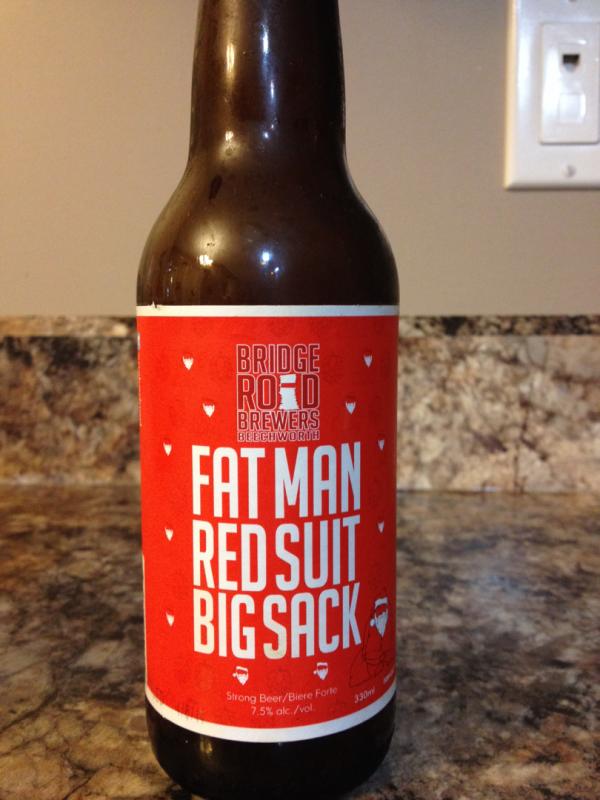 BRIDGE
ROAD
BREWERS
BEECHWORTH
FAT MAN
RED SUIT
BIG SACK
Strong Beer/Biere Forte
7.5% alc./vol.
330ml